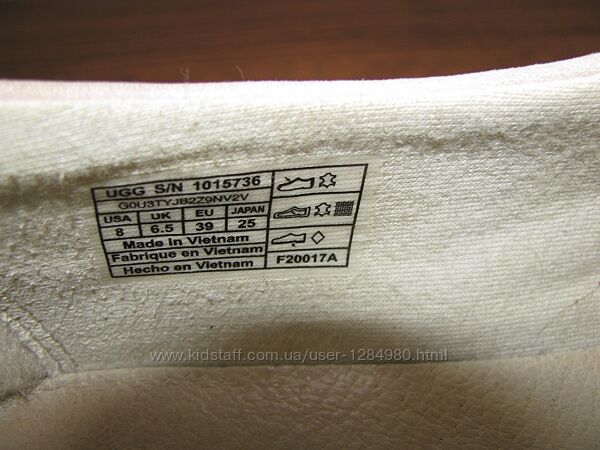 UGG S/N 1015736
G0U3TYJB2Z9NV2V
USA UK EU JAPAN
8 6.5 39 25
Made In Vietnam
Fabrique en Vietnam
Hecho en Vietnam
F20017A
www.kidstaff.com.ua/user-1284980.html